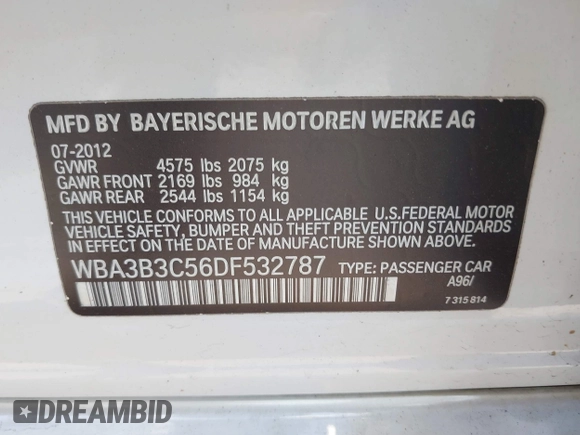 MFD BY BAYERISCHE MOTOREN WERKE AG
07-2012
GVWR 4575 lbs 2075 kg
GAWR FRONT 2169 lbs 984 kg
GAWR REAR 2544 lbs 1154 kg
THIS VEHICLE CONFORMS TO ALL APPLICABLE U.S.FEDERAL MOTOR
VEHICLE SAFETY, BUMPER AND THEFT PREVENTION STANDARDS
IN EFFECT ON THE DATE OF MANUFACTURE SHOWN ABOVE.
WBA3B3C56DF532787 TYPE: PASSENGER CAR
A96/
7 315 814
DREAMBID